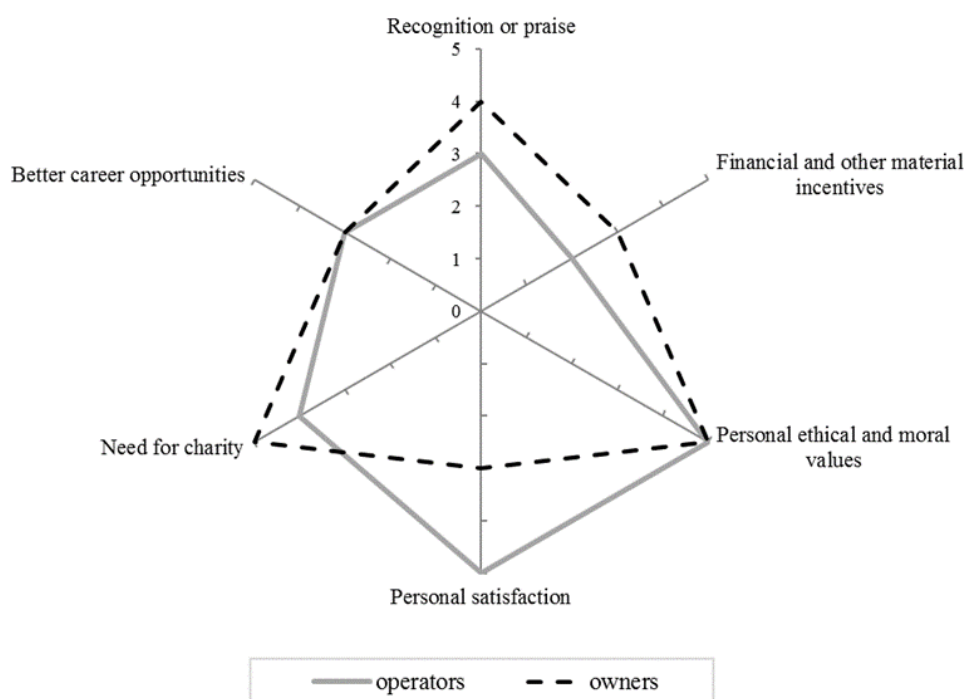 Recognition or praise
5
4
3
2
1
0
Financial and other material
incentives
Better career opportunities
Need for charity
Personal ethical and moral
values
Personal satisfaction
operators
owners